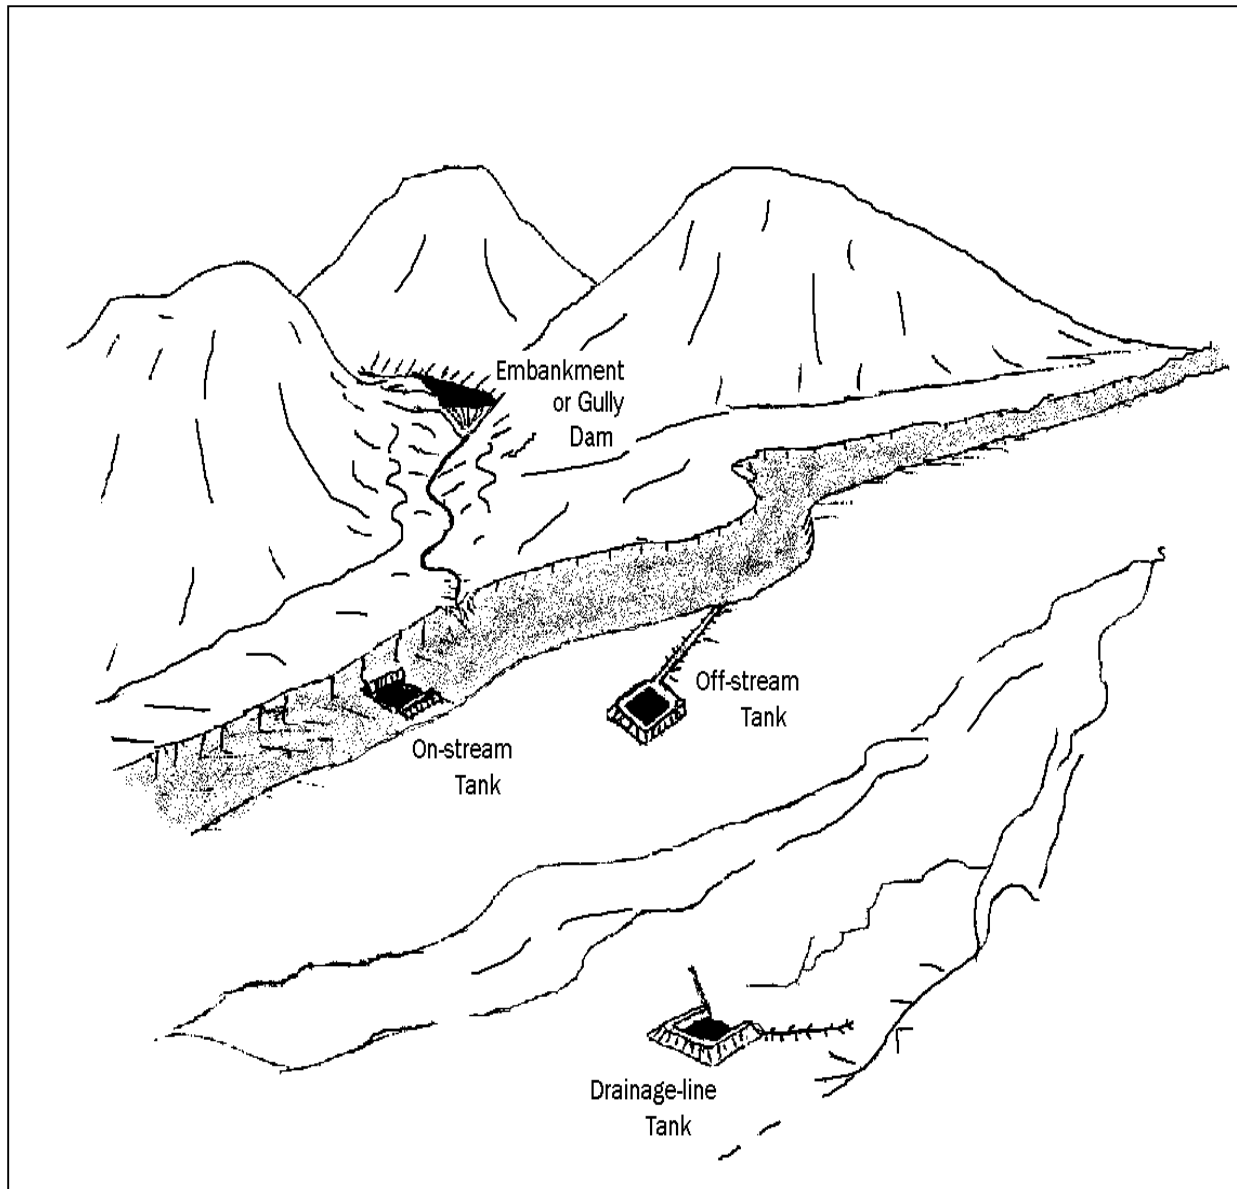 Embankment
or Gully
Dam
Off-stream
Tank
On-stream
Tank
Drainage-line
Tank